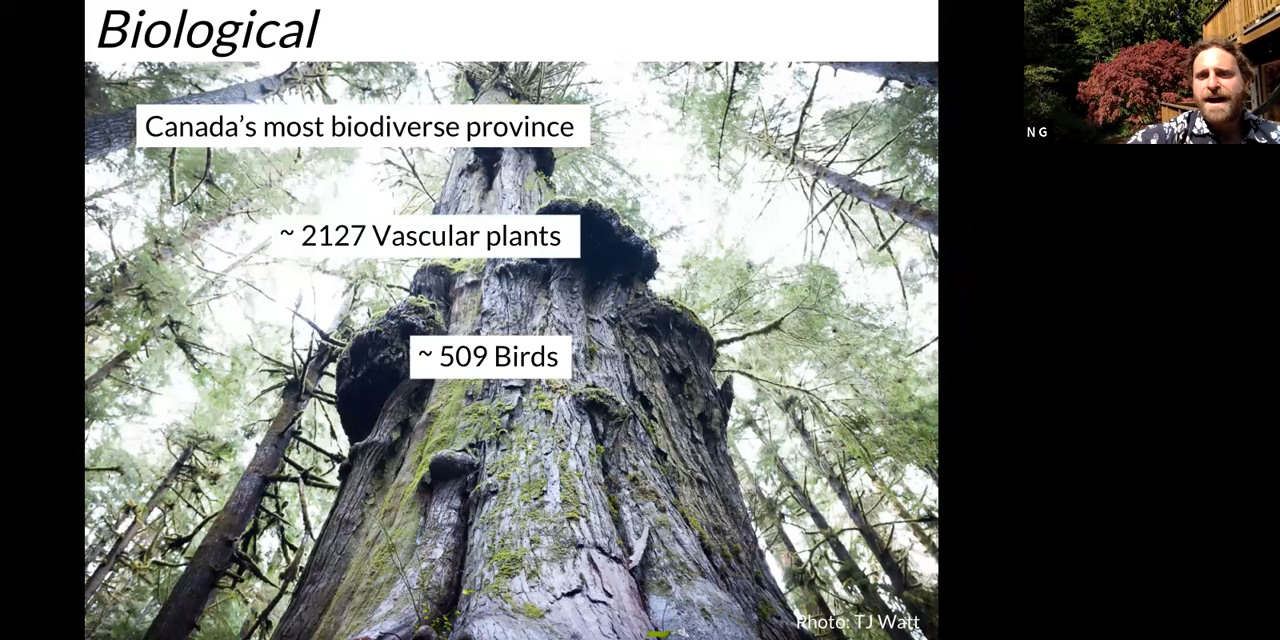 Biological
Canada's most biodiverse province
~ 2127 Vascular plants
~ 509 Birds
Photo: TJ Watt
N G